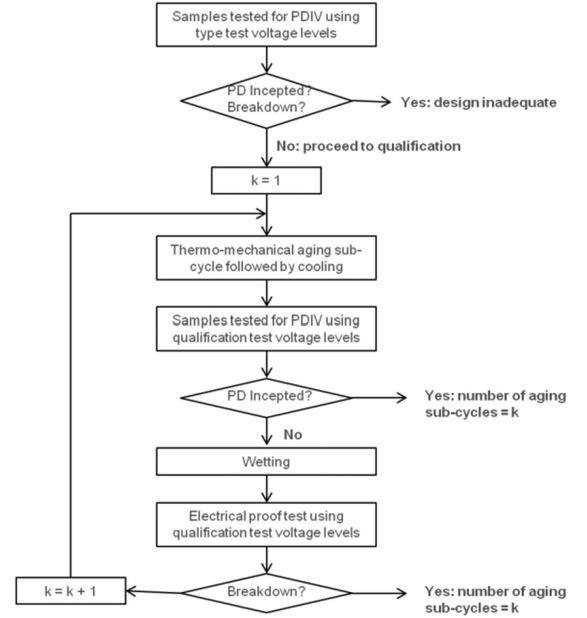 Samples tested for PDIV using
type test voltage levels
PD Incepted?
Breakdown?
Yes: design inadequate
No: proceed to qualification
k = 1
Thermo-mechanical aging sub-
cycle followed by cooling
Samples tested for PDIV using
qualification test voltage levels
PD Incepted?
Yes: number of aging
sub-cycles = k
No
Wetting
Electrical proof test using
qualification test voltage levels
Breakdown?
k = k + 1
Yes: number of aging
sub-cycles = k